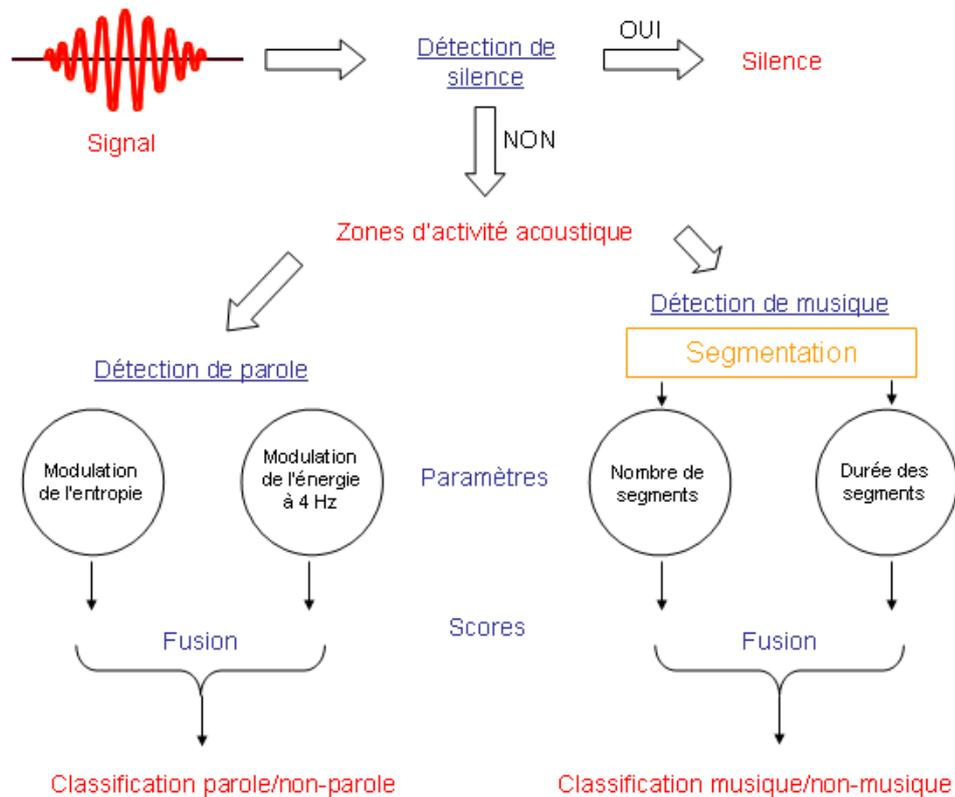 OUI
Détection de
silence
Silence
Signal
NON
Zones d'activité acoustique
Détection de musique
Segmentation
Détection de parole
Modulation
de l'entropie
Modulation
de l'énergie
à 4 Hz
Paramètres
Nombre de
segments
Durée des
segments
Fusion
Scores
Fusion
Classification parole/non-parole
Classification musique/non-musique